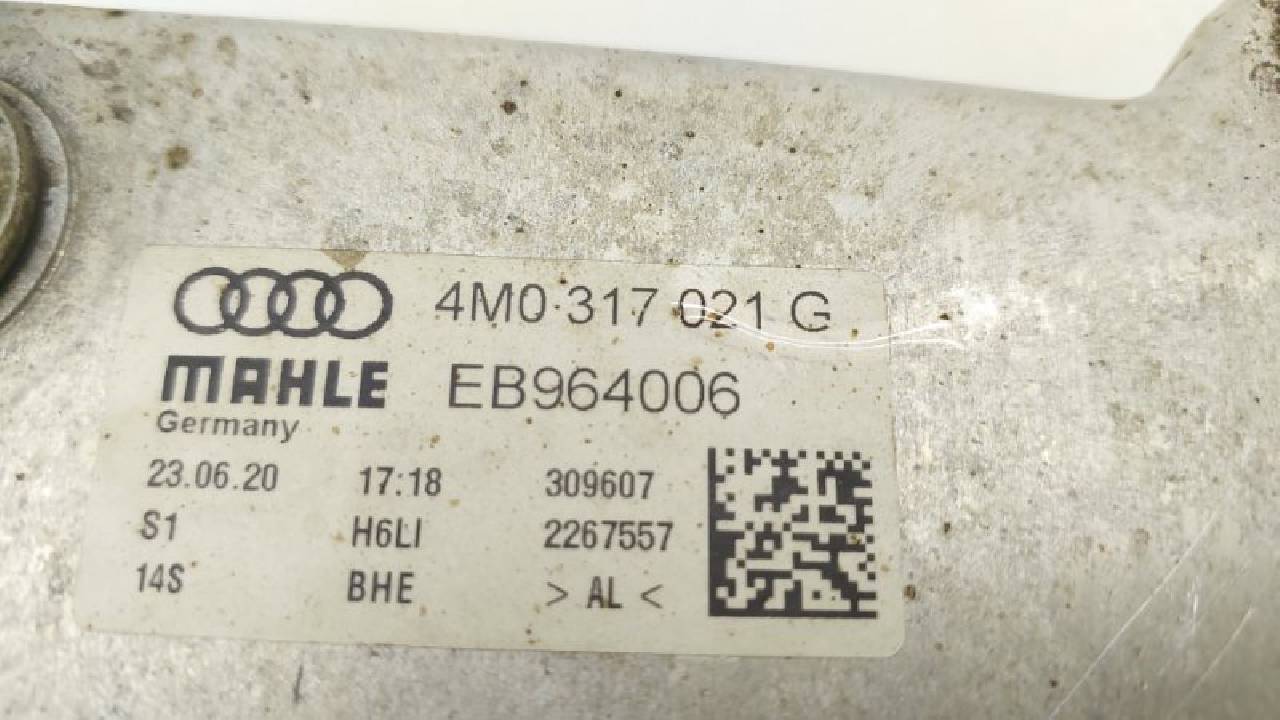 4M0 317 021 G
MAHLE EB964006
Germany
23.06.20 17:18 309607
S1 H6LI 2267557
14S BHE > AL <